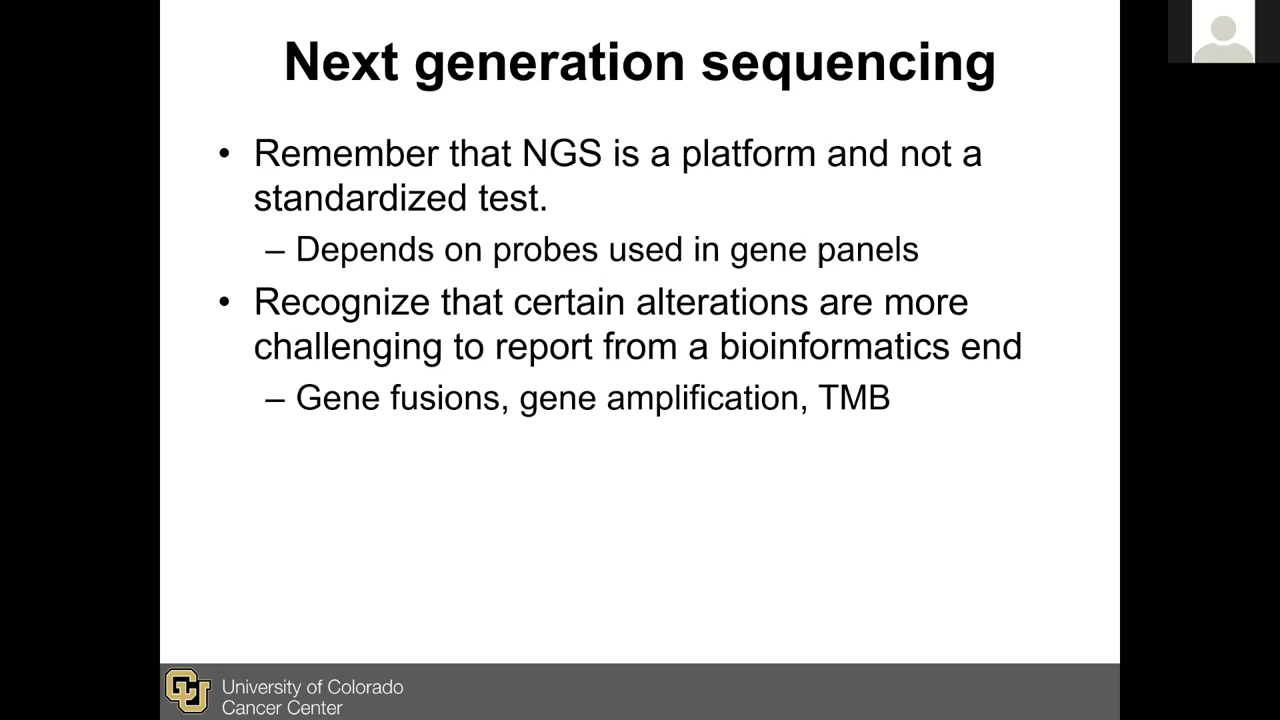 Next generation sequencing
• Remember that NGS is a platform and not a
standardized test.
– Depends on probes used in gene panels
• Recognize that certain alterations are more
challenging to report from a bioinformatics end
– Gene fusions, gene amplification, TMB
CU
University of Colorado
Cancer Center